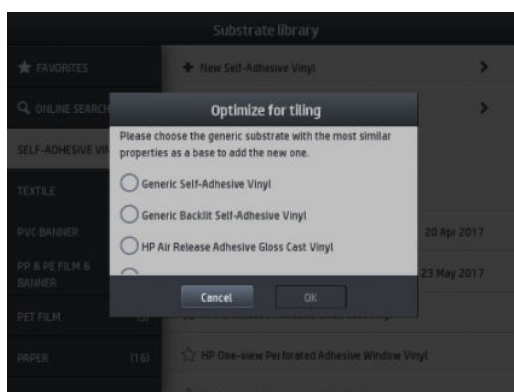 Substrate library
★ FAVORITES
+ New Self-Adhesive Vinyl
ONLINE SEARCH
Optimize for tiling
Please choose the generic substrate with the most similar
properties as a base to add the new one.
SELF-ADHESIVE VIN
Generic Self-Adhesive Vinyl
TEXTILE
Generic Backlit Self-Adhesive Vinyl
PVC BANNER
20 Apr 2017
HP Air Release Adhesive Gloss Cast Vinyl
PP & PE FILM &
BANNER
23 May 2017
Cancel
OK
PET FILM
PAPER (16)
HP One-view Perforated Adhesive Window Vinyl